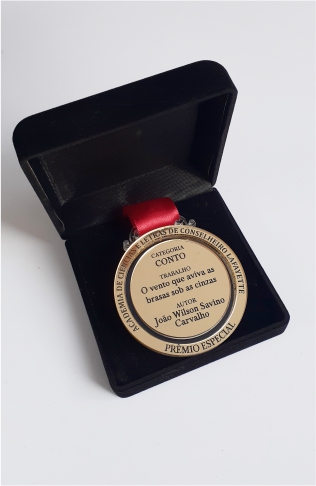 ACADEMIA DE CIÊNCIAS E LETRAS DE CONSELHEIRO LAFAYETTE
CATEGORIA
CONTO
TRABALHO
O vento que aviva as
brasas sob as cinzas
AUTOR
João Wilson Savino
Carvalho
PRÊMIO ESPECIAL